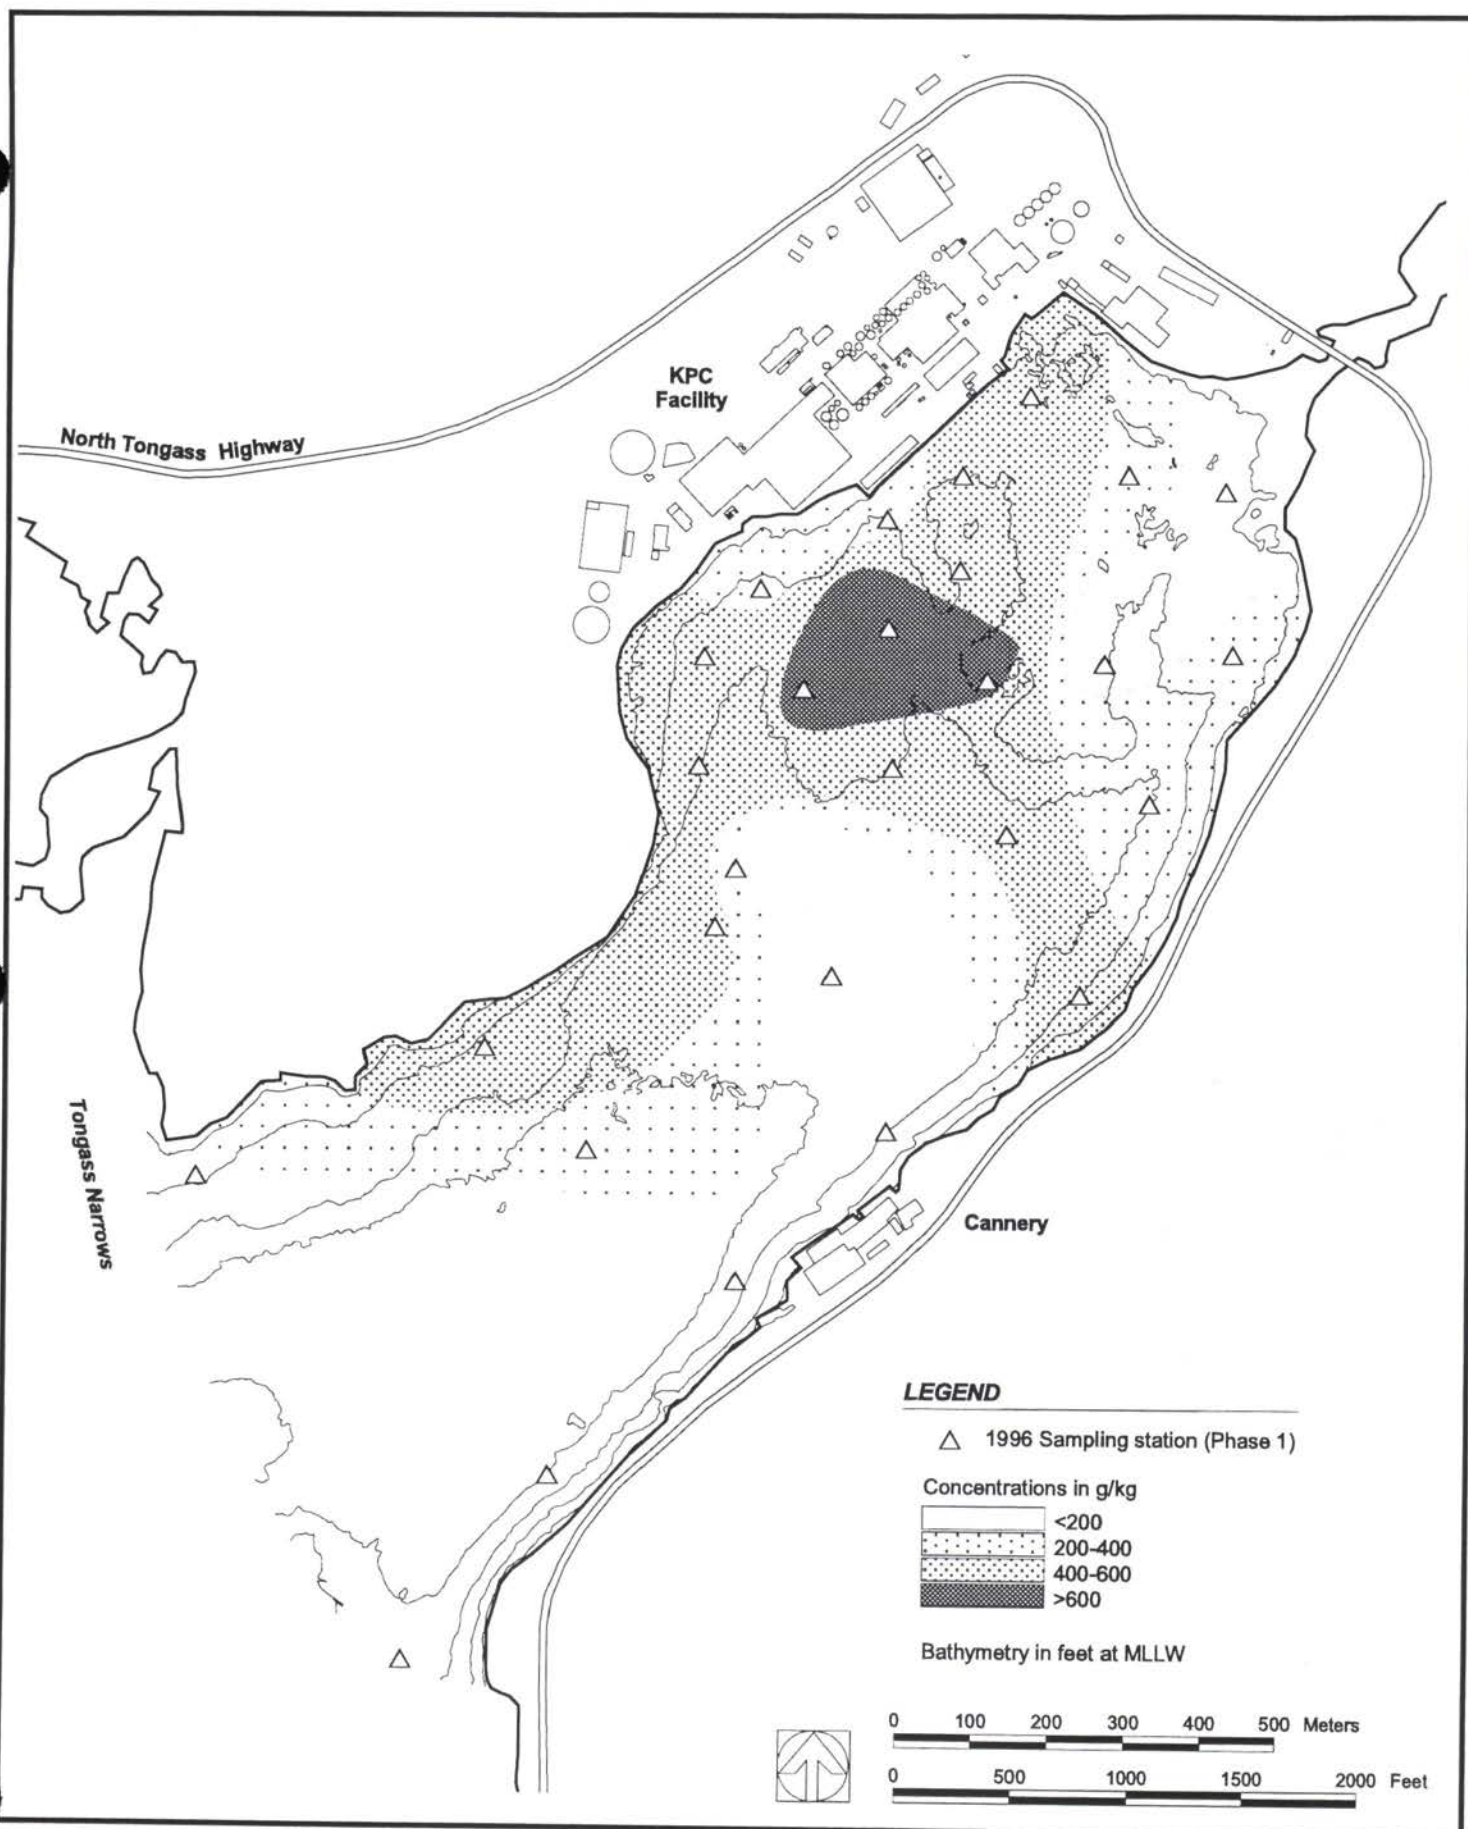 KPC
Facility
North Tongass Highway
Tongass Narrows
Cannery
LEGEND
1996 Sampling station (Phase 1)
Concentrations in g/kg
<200
200-400
400-600
>600
Bathymetry in feet at MLLW
0 100 200 300 400 500 Meters
0 500 1000 1500 2000 Feet